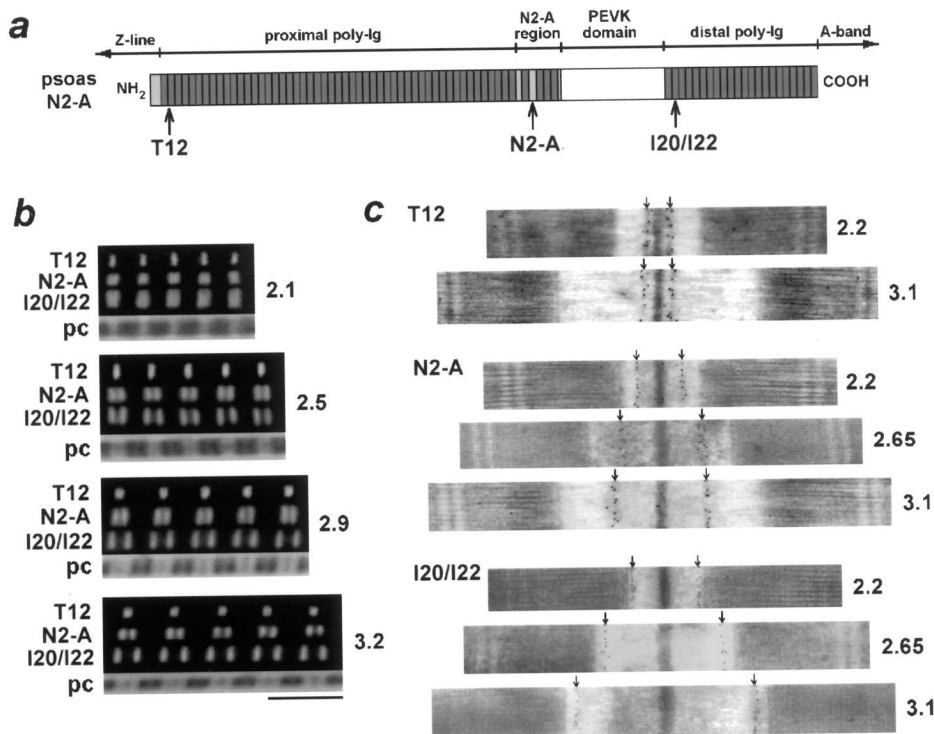 a
Z-line proximal poly-Ig N2-A region PEVK domain distal poly-Ig A-band
psoas N2-A NH2 COOH
T12 N2-A I20/I22
b
T12
N2-A
I20/I22
pc
2.1
T12
N2-A
I20/I22
pc
2.5
T12
N2-A
I20/I22
pc
2.9
T12
N2-A
I20/I22
pc
3.2
c
T12
2.2
3.1
N2-A
2.2
2.65
3.1
I20/I22
2.2
2.65
3.1